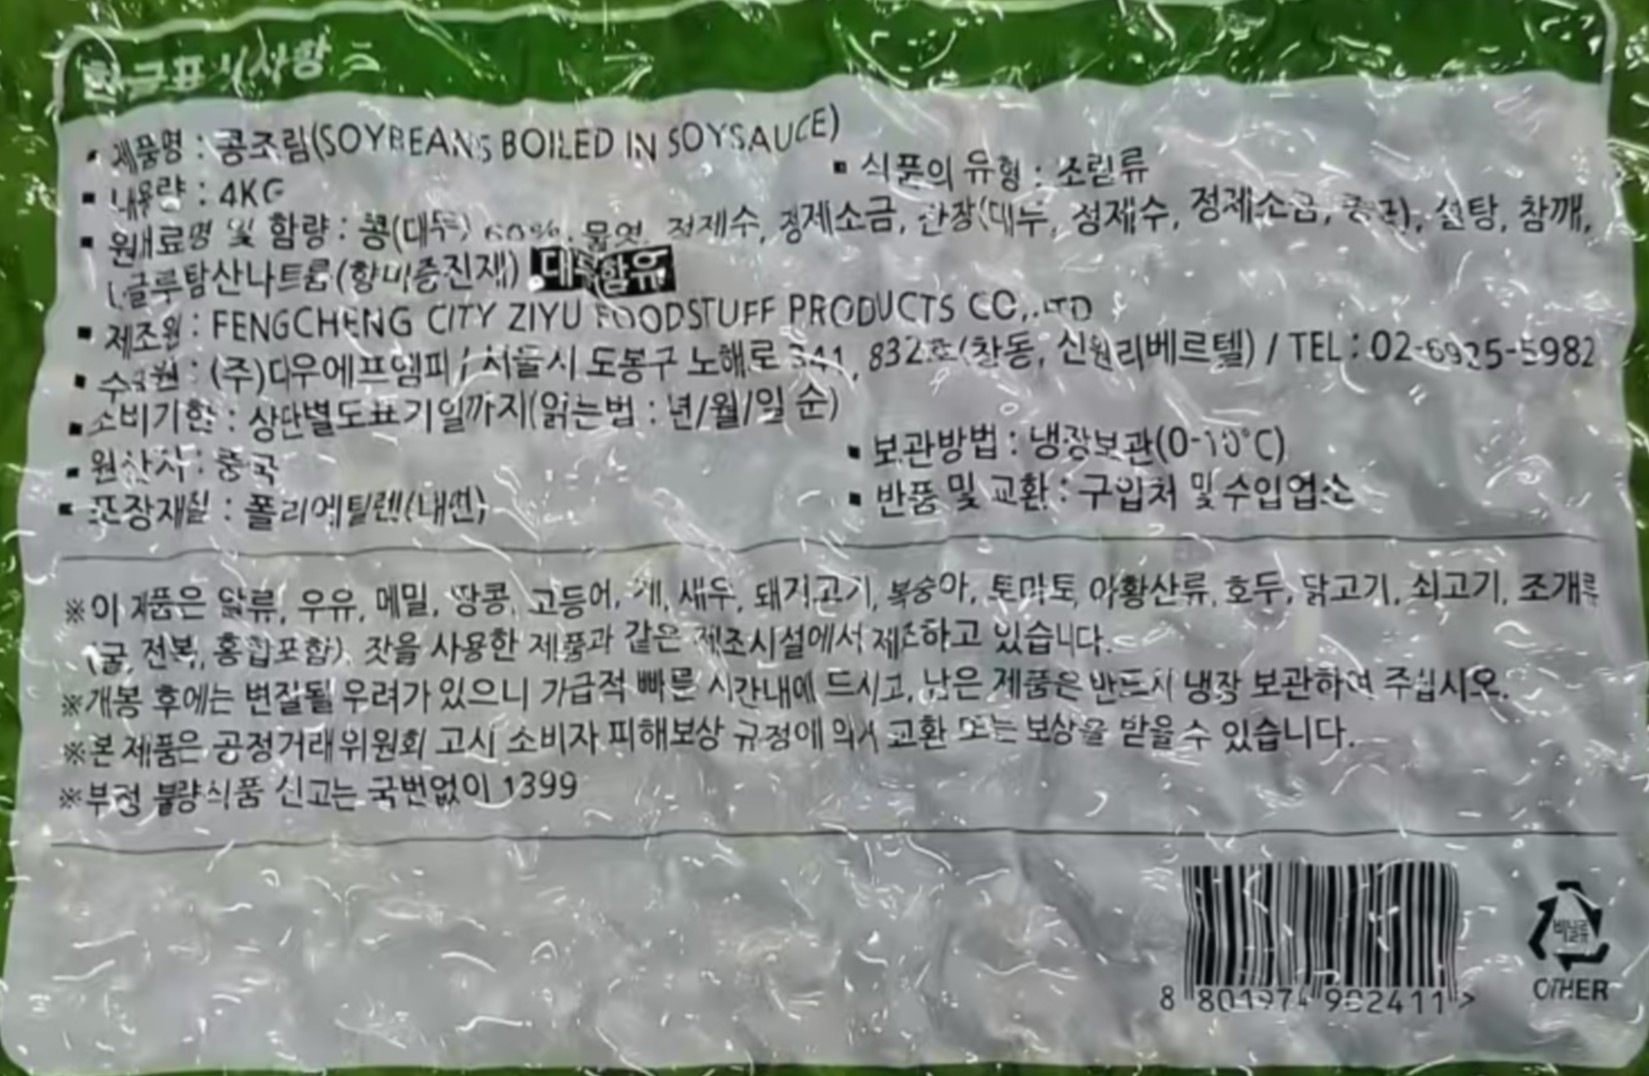 한글표시사항
제품명 : 콩조림(SOYBEANS BOILED IN SOYSAUCE)
식품의 유형 : 조림류
내용량 : 4KG
원재료명 및 함량 : 콩(대두) 60%, 물엿, 정제수, 정제소금, 간장(대두, 정제수, 정제소금, 주정), 설탕, 참깨,
L-글루탐산나트륨(향미증진제) 대두함유
제조원 : FENGCHENG CITY ZIYU FOODSTUFF PRODUCTS CO,.LTD
수입원 : (주)다우에프엠피 / 서울시 도봉구 노해로 341, 832호(창동, 신원리베르텔) / TEL : 02-6925-5982
소비기한 : 상단별도표기일까지(읽는법 : 년/월/일 순)
원산지 : 중국
보관방법 : 냉장보관(0-10°C)
포장재질 : 폴리에틸렌(내면)
반품 및 교환 : 구입처 및 수입업소
※이 제품은 알류, 우유, 메밀, 땅콩, 고등어, 게, 새우, 돼지고기, 복숭아, 토마토, 아황산류, 호두, 닭고기, 쇠고기, 조개류
(굴, 전복, 홍합포함), 잣을 사용한 제품과 같은 제조시설에서 제조하고 있습니다.
※개봉 후에는 변질될 우려가 있으니 가급적 빠른 시간내에 드시고, 남은 제품은 반드시 냉장 보관하여 주십시오.
※본 제품은 공정거래위원회 고시 소비자 피해보상 규정에 의서 교환 또는 보상을 받을 수 있습니다.
※부정 불량식품 신고는 국번없이 1399
비닐류
8 801974 902411 >
OTHER